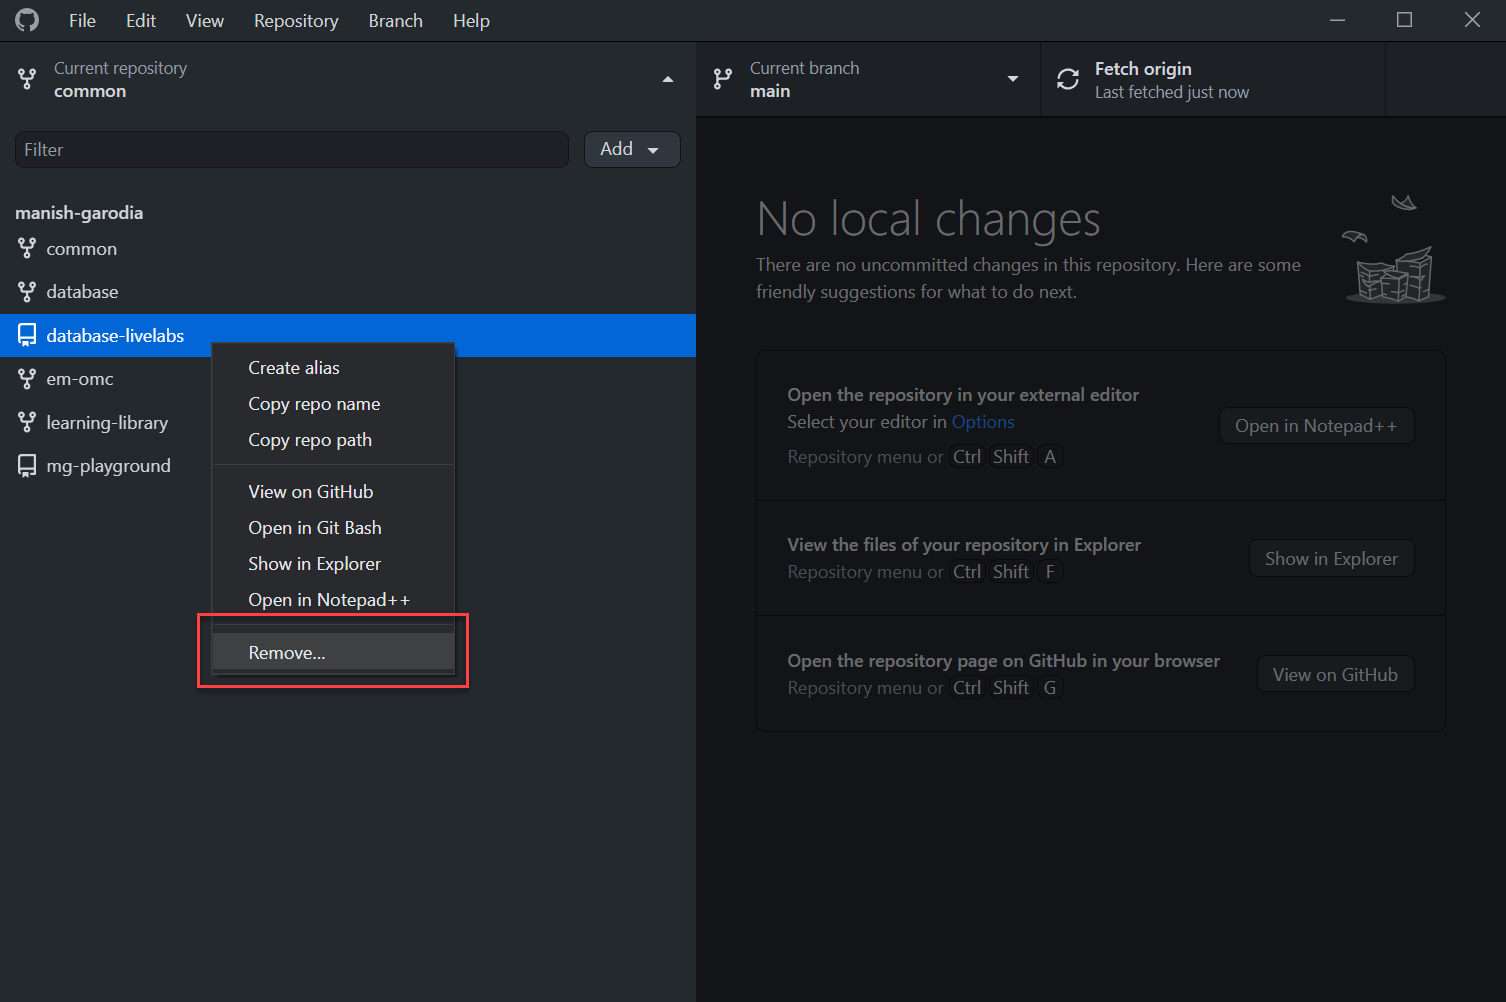 File Edit View Repository Branch Help
Current repository
common
Current branch
main
Fetch origin
Last fetched just now
Filter
Add
manish-garodia
common
database
database-livelabs
em-omc
learning-library
mg-playground
Create alias
Copy repo name
Copy repo path
View on GitHub
Open in Git Bash
Show in Explorer
Open in Notepad++
Remove...
No local changes
There are no uncommitted changes in this repository. Here are some
friendly suggestions for what to do next.
Open the repository in your external editor
Select your editor in Options
Repository menu or Ctrl Shift A
Open in Notepad++
View the files of your repository in Explorer
Repository menu or Ctrl Shift F
Show in Explorer
Open the repository page on GitHub in your browser
Repository menu or Ctrl Shift G
View on GitHub